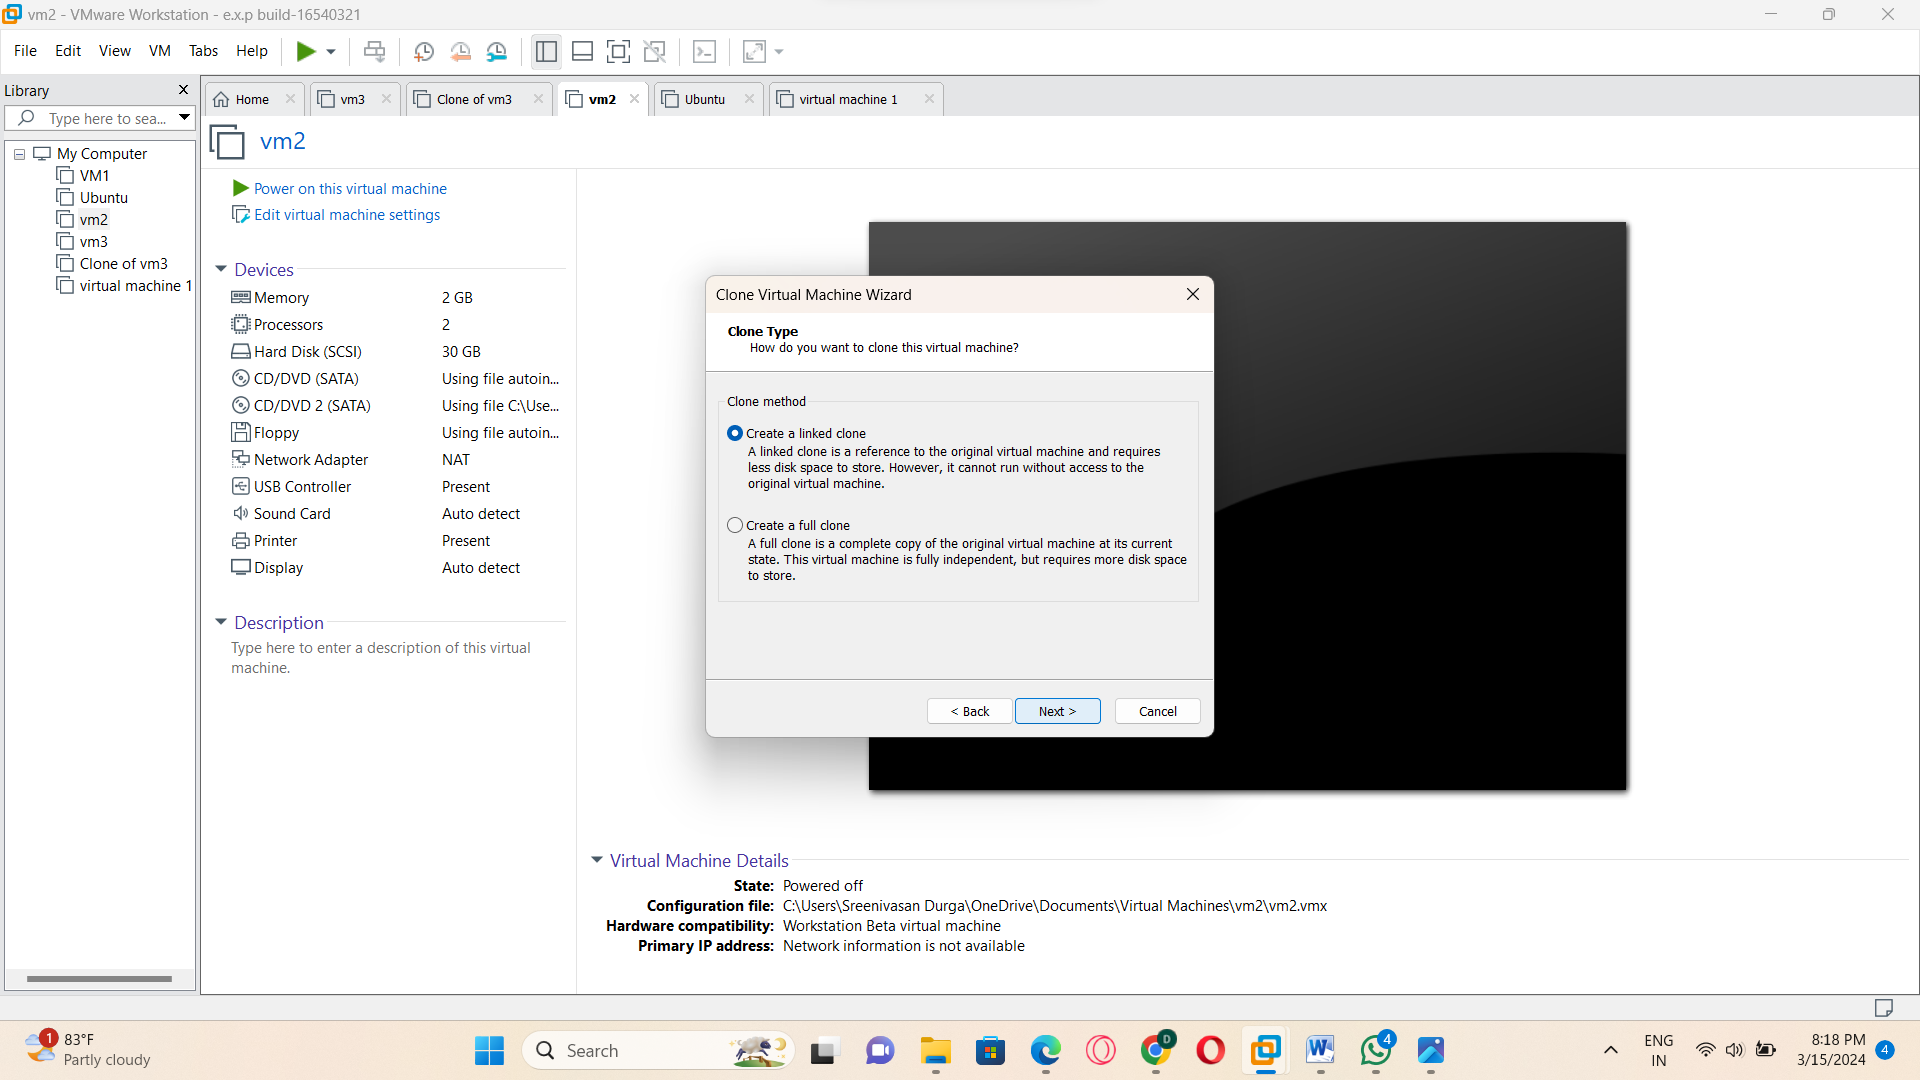 vm2 - VMware Workstation - e.x.p build-16540321
File Edit View VM Tabs Help
Library
Type here to sea...
My Computer
VM1
Ubuntu
vm2
vm3
Clone of vm3
virtual machine 1
Home
vm3
Clone of vm3
vm2
Ubuntu
virtual machine 1
vm2
Power on this virtual machine
Edit virtual machine settings
Devices
Memory 2 GB
Processors 2
Hard Disk (SCSI) 30 GB
CD/DVD (SATA) Using file autoin...
CD/DVD 2 (SATA) Using file C:\Use...
Floppy Using file autoin...
Network Adapter NAT
USB Controller Present
Sound Card Auto detect
Printer Present
Display Auto detect
Description
Type here to enter a description of this virtual
machine.
Clone Virtual Machine Wizard
Clone Type
How do you want to clone this virtual machine?
Clone method
Create a linked clone
A linked clone is a reference to the original virtual machine and requires
less disk space to store. However, it cannot run without access to the
original virtual machine.
Create a full clone
A full clone is a complete copy of the original virtual machine at its current
state. This virtual machine is fully independent, but requires more disk space
to store.
< Back
Next >
Cancel
Virtual Machine Details
State: Powered off
Configuration file: C:\Users\Sreenivasan Durga\OneDrive\Documents\Virtual Machines\vm2\vm2.vmx
Hardware compatibility: Workstation Beta virtual machine
Primary IP address: Network information is not available
1
83°F
Partly cloudy
Search
D
W
4
ENG
IN
8:18 PM
3/15/2024
4